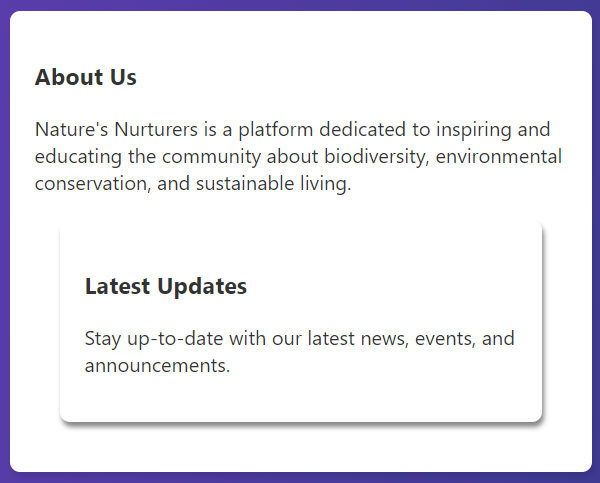 About Us
Nature's Nurturers is a platform dedicated to inspiring and
educating the community about biodiversity, environmental
conservation, and sustainable living.
Latest Updates
Stay up-to-date with our latest news, events, and
announcements.